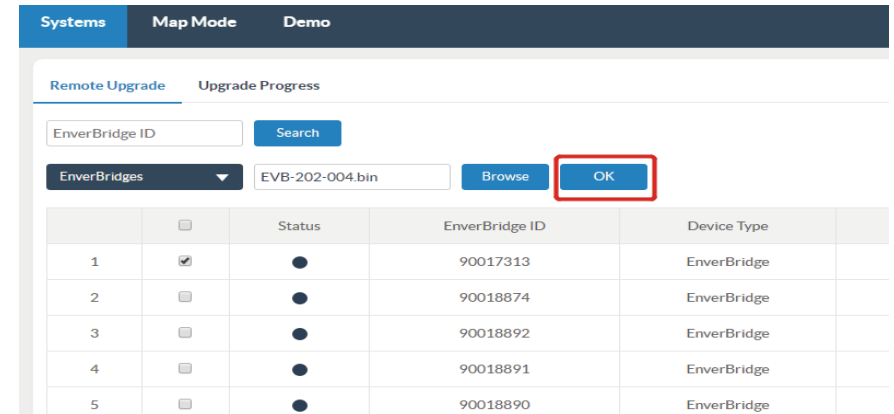 Systems Map Mode Demo
Remote Upgrade Upgrade Progress
EnverBridge ID Search
EnverBridges EVB-202-004.bin Browse OK
Status EnverBridge ID Device Type
1 90017313 EnverBridge
2 90018874 EnverBridge
3 90018892 EnverBridge
4 90018891 EnverBridge
5 90018890 EnverBridge